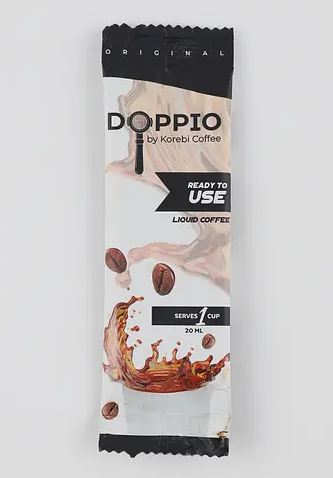 ORIGINAL
DOPPIO
by Korebi Coffee
READY TO
USE
LIQUID COFFEE
SERVES 1 CUP
20 ML